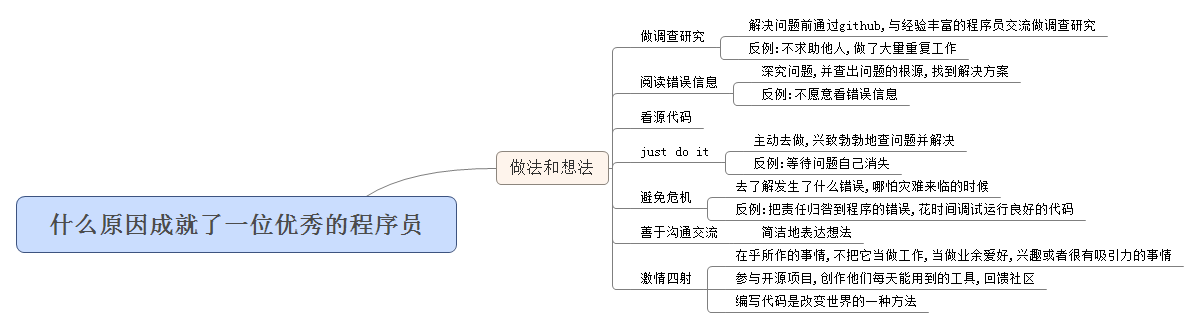 什么原因成就了一位优秀的程序员
做法和想法
做调查研究
解决问题前通过github,与经验丰富的程序员交流做调查研究
反例:不求助他人,做了大量重复工作
阅读错误信息
深究问题,并查出问题的根源,找到解决方案
反例:不愿意看错误信息
看源代码
just do it
主动去做,兴致勃勃地查问题并解决
反例:等待问题自己消失
避免危机
去了解发生了什么错误,哪怕灾难来临的时候
反例:把责任归咎到程序的错误,花时间调试运行良好的代码
善于沟通交流
简洁地表达想法
激情四射
在乎所作的事情,不把它当做工作,当做业余爱好,兴趣或者很有吸引力的事情
参与开源项目,创作他们每天能用到的工具,回馈社区
编写代码是改变世界的一种方法